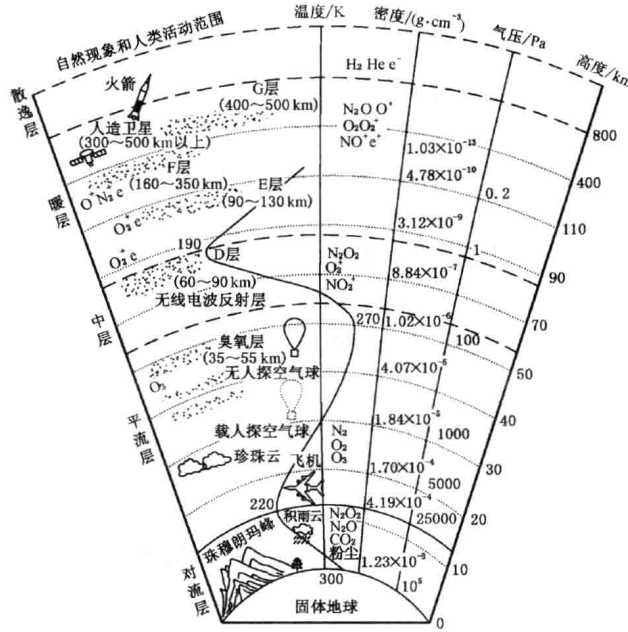 自然现象和人类活动范围
温度/K
密度/(g·cm⁻³)
气压/Pa
高度/km
散逸层
火箭
H₂ He e⁻
G层
(400～500 km)
N₂O O⁺
O₂O₂⁺
NO⁺e⁺
800
人造卫星
(300～500 km以上)
1.03×10⁻¹³
F层
(160～350 km)
O⁺N₂ e
4.78×10⁻¹⁰
400
暖层
E层
(90～130 km)
O₂⁺e
0.2
3.12×10⁻⁹
110
190
D层
O₂⁺e
N₂O₂
O₂⁺
NO₂⁺
1
8.84×10⁻⁷
90
(60～90 km)
无线电波反射层
中层
270
1.02×10⁻⁶
100
70
臭氧层
(35～55 km)
O₃
无人探空气球
4.07×10⁻⁵
50
载人探空气球
1.84×10⁻⁵
1000
40
平流层
珍珠云
N₂
O₂
O₃
飞机
1.70×10⁻⁴
5000
30
220
4.19×10⁻⁴
25000
20
积雨云
N₂O₂
N₂O
CO₂
粉尘
珠穆朗玛峰
对流层
1.23×10⁻³
10
300
10⁵
固体地球
0